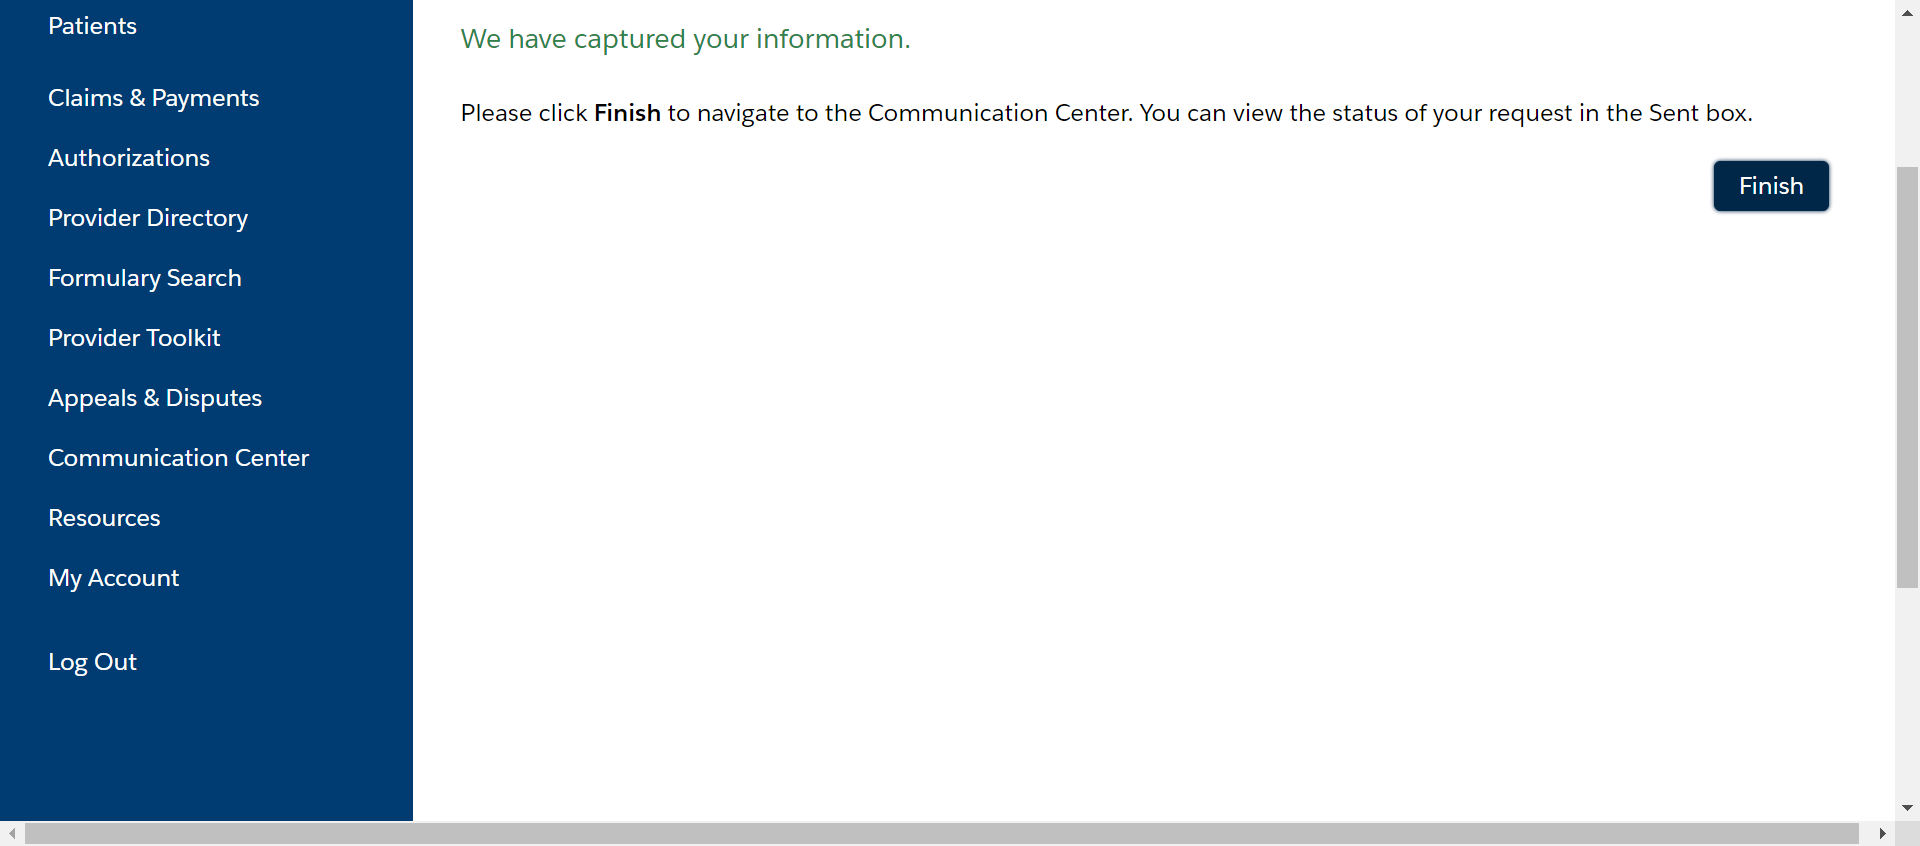 Patients
Claims & Payments
Authorizations
Provider Directory
Formulary Search
Provider Toolkit
Appeals & Disputes
Communication Center
Resources
My Account
Log Out
We have captured your information.
Please click Finish to navigate to the Communication Center. You can view the status of your request in the Sent box.
Finish